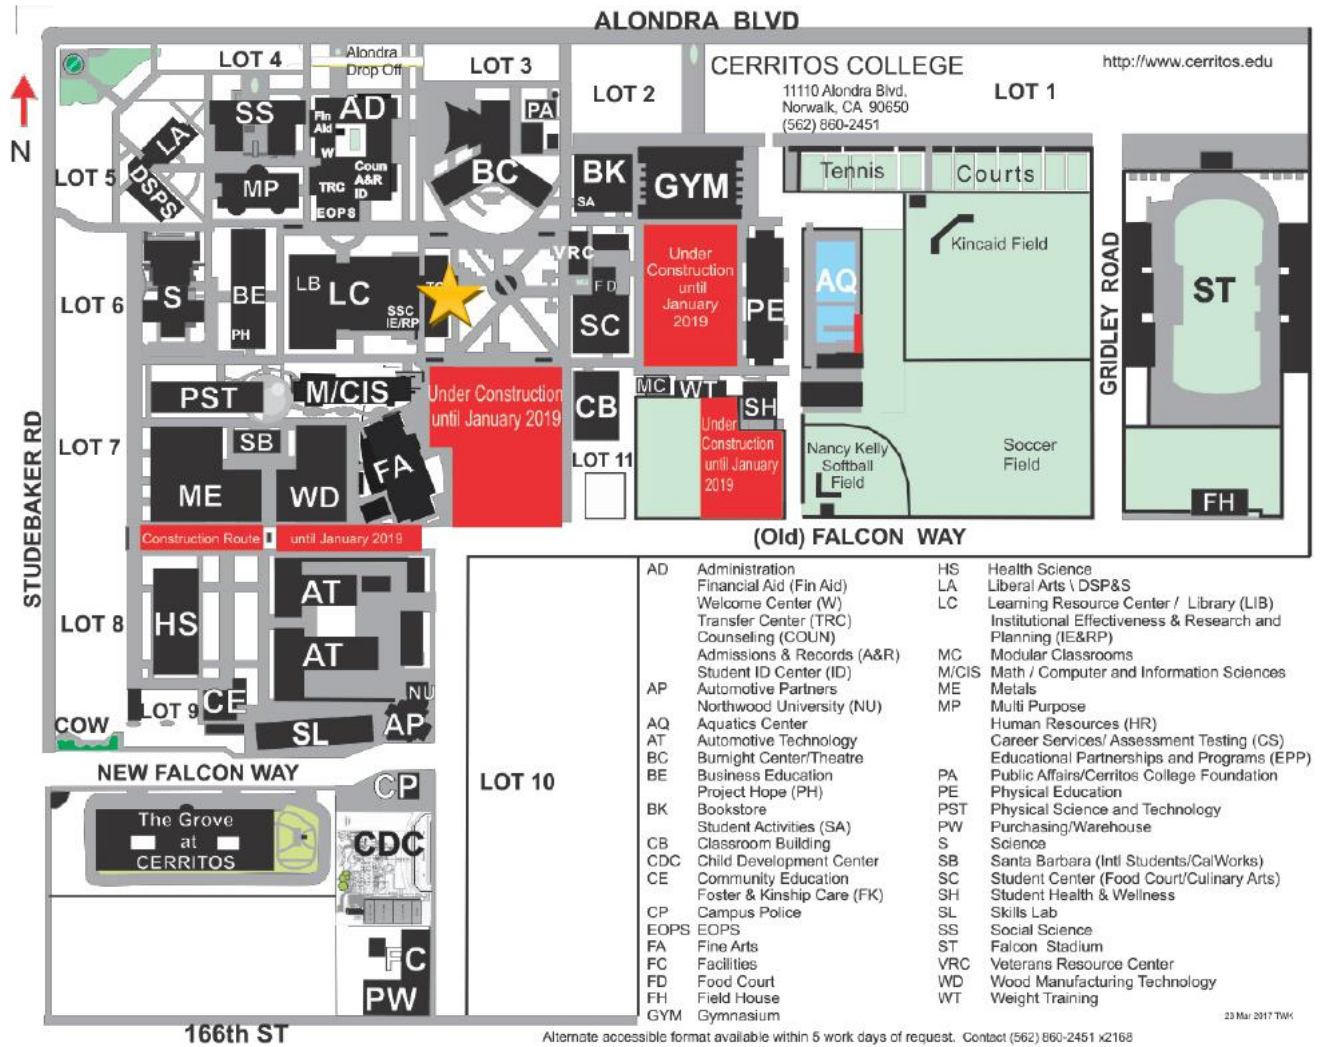 ALONDRA BLVD
LOT 4
Alondra
Drop Off
LOT 3
LOT 2
CERRITOS COLLEGE
11110 Alondra Blvd,
Norwalk, CA 90650
(562) 860-2451
LOT 1
http://www.cerritos.edu
N
SS
Fin
Aid
AD
W
Coun
A&R
ID
TRC
EOPS
PA
BC
LA
DSPS
LOT 5
MP
BK
SA
GYM
Tennis
Courts
Kincaid Field
GRIDLEY ROAD
ST
LOT 6
S
BE
PH
LB
LC
SSC
IE/RP
VRC
FD
SC
Under
Construction
until
January
2019
PE
AQ
STUDEBAKER RD
PST
M/CIS
Under Construction
until January 2019
CB
MC
WT
SH
LOT 7
SB
ME
WD
FA
LOT 11
Under
Construction
until January
2019
Nancy Kelly
Softball
Field
Soccer
Field
FH
Construction Route
until January 2019
(Old) FALCON WAY
LOT 8
HS
AT
AT
NU
LOT 9
CE
AP
SL
COW
NEW FALCON WAY
CP
LOT 10
The Grove
at
CERRITOS
CDC
FC
PW
166th ST
AD Administration
Financial Aid (Fin Aid)
Welcome Center (W)
Transfer Center (TRC)
Counseling (COUN)
Admissions & Records (A&R)
Student ID Center (ID)
AP Automotive Partners
Northwood University (NU)
AQ Aquatics Center
AT Automotive Technology
BC Burnight Center/Theatre
BE Business Education
Project Hope (PH)
BK Bookstore
Student Activities (SA)
CB Classroom Building
CDC Child Development Center
CE Community Education
Foster & Kinship Care (FK)
CP Campus Police
EOPS EOPS
FA Fine Arts
FC Facilities
FD Food Court
FH Field House
GYM Gymnasium
HS Health Science
LA Liberal Arts \ DSP&S
LC Learning Resource Center / Library (LIB)
Institutional Effectiveness & Research and
Planning (IE&RP)
MC Modular Classrooms
M/CIS Math / Computer and Information Sciences
ME Metals
MP Multi Purpose
Human Resources (HR)
Career Services/ Assessment Testing (CS)
Educational Partnerships and Programs (EPP)
PA Public Affairs/Cerritos College Foundation
PE Physical Education
PST Physical Science and Technology
PW Purchasing/Warehouse
S Science
SB Santa Barbara (Intl Students/CalWorks)
SC Student Center (Food Court/Culinary Arts)
SH Student Health & Wellness
SL Skills Lab
SS Social Science
ST Falcon Stadium
VRC Veterans Resource Center
WD Wood Manufacturing Technology
WT Weight Training
23 Mar 2017 TWK
Alternate accessible format available within 5 work days of request. Contact (562) 860-2451 x2168